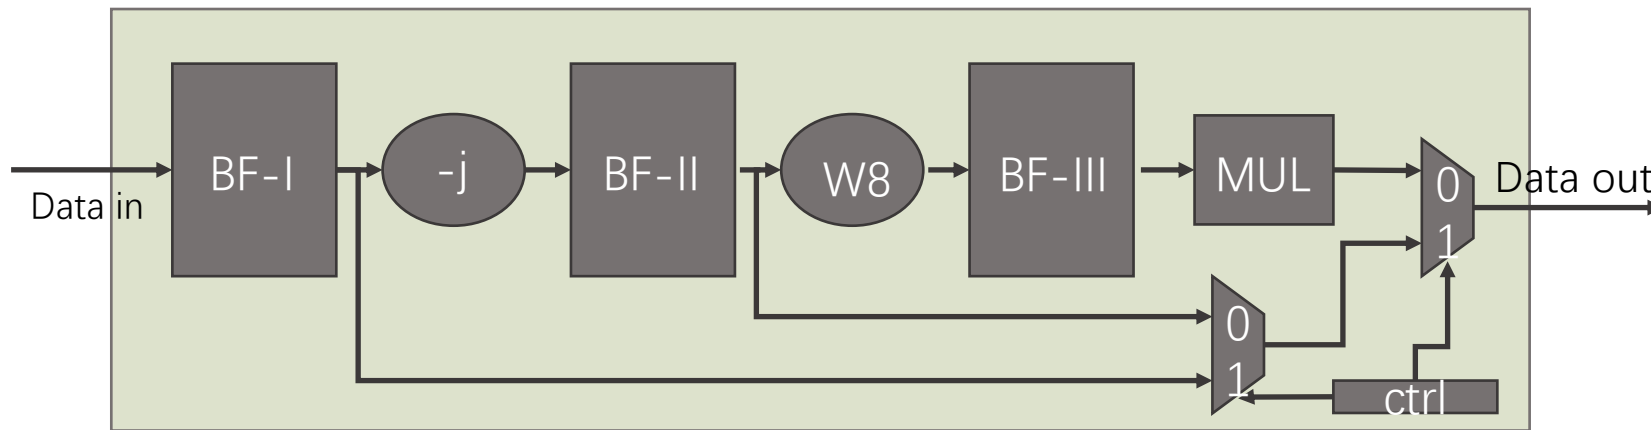 BF-I
-j
BF-II
W8
BF-III
MUL
0
1
Data out
Data in
0
1
ctrl